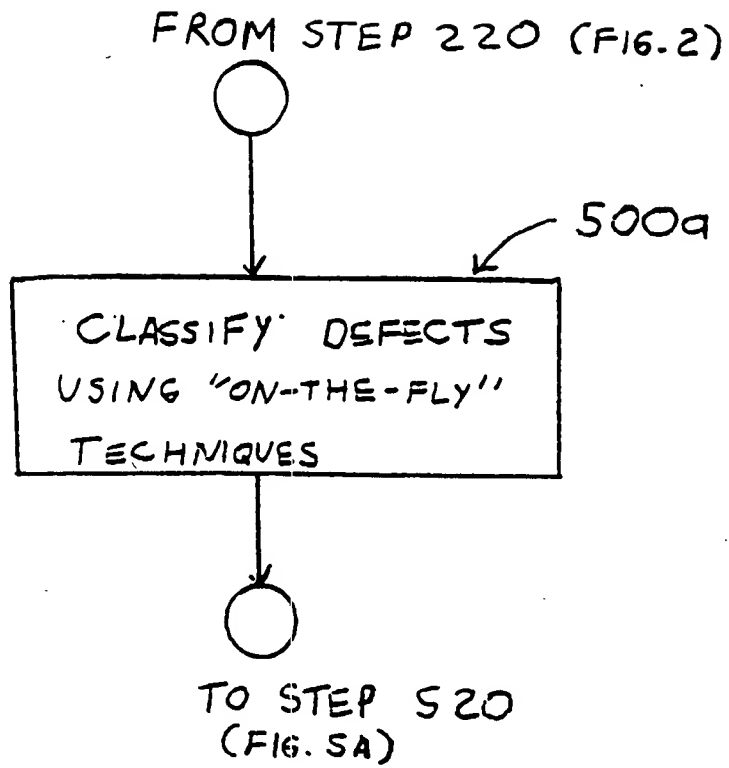 FROM STEP 220 (FIG. 2)
500a
CLASSIFY DEFECTS
USING "ON-THE-FLY"
TECHNIQUES
TO STEP 520
(FIG. 5A)